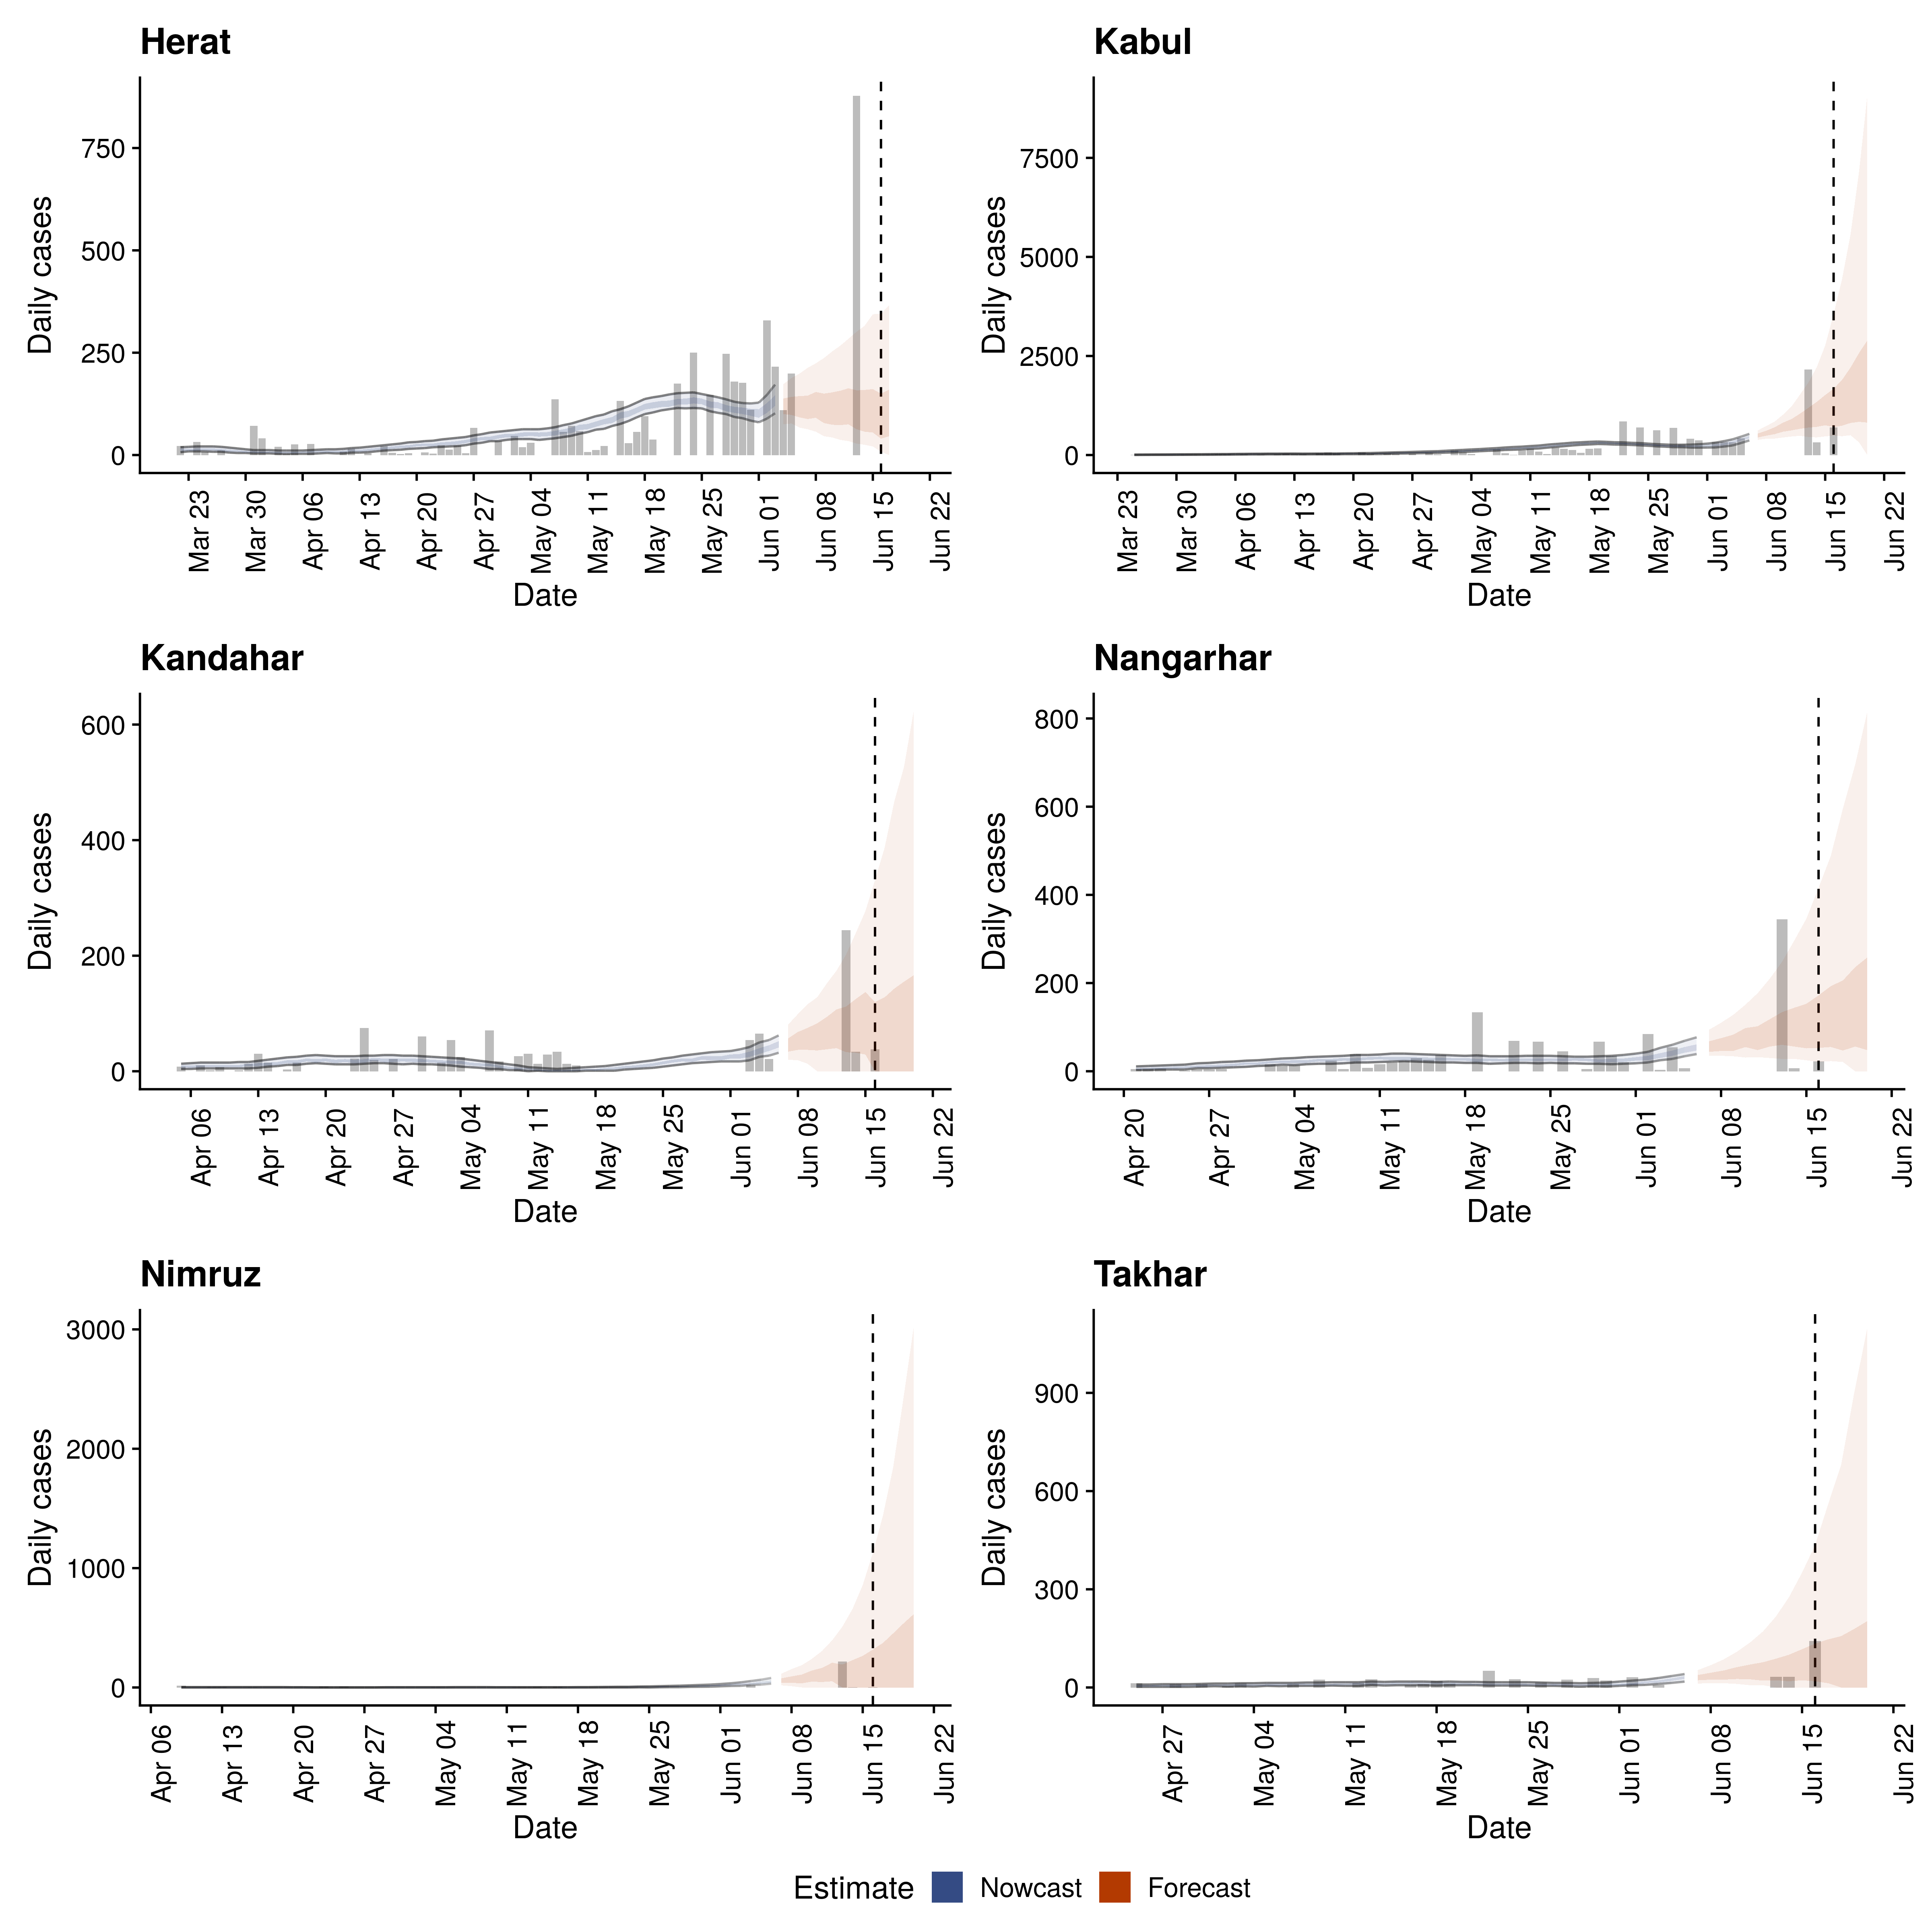 Herat
Daily cases
750
500
250
0
Mar 23
Mar 30
Apr 06
Apr 13
Apr 20
Apr 27
May 04
May 11
May 18
May 25
Jun 01
Jun 08
Jun 15
Jun 22
Date
Kabul
Daily cases
7500
5000
2500
0
Mar 23
Mar 30
Apr 06
Apr 13
Apr 20
Apr 27
May 04
May 11
May 18
May 25
Jun 01
Jun 08
Jun 15
Jun 22
Date
Kandahar
Daily cases
600
400
200
0
Apr 06
Apr 13
Apr 20
Apr 27
May 04
May 11
May 18
May 25
Jun 01
Jun 08
Jun 15
Jun 22
Date
Nangarhar
Daily cases
800
600
400
200
0
Apr 20
Apr 27
May 04
May 11
May 18
May 25
Jun 01
Jun 08
Jun 15
Jun 22
Date
Nimruz
Daily cases
3000
2000
1000
0
Apr 06
Apr 13
Apr 20
Apr 27
May 04
May 11
May 18
May 25
Jun 01
Jun 08
Jun 15
Jun 22
Date
Takhar
Daily cases
900
600
300
0
Apr 27
May 04
May 11
May 18
May 25
Jun 01
Jun 08
Jun 15
Jun 22
Date
Estimate Nowcast Forecast